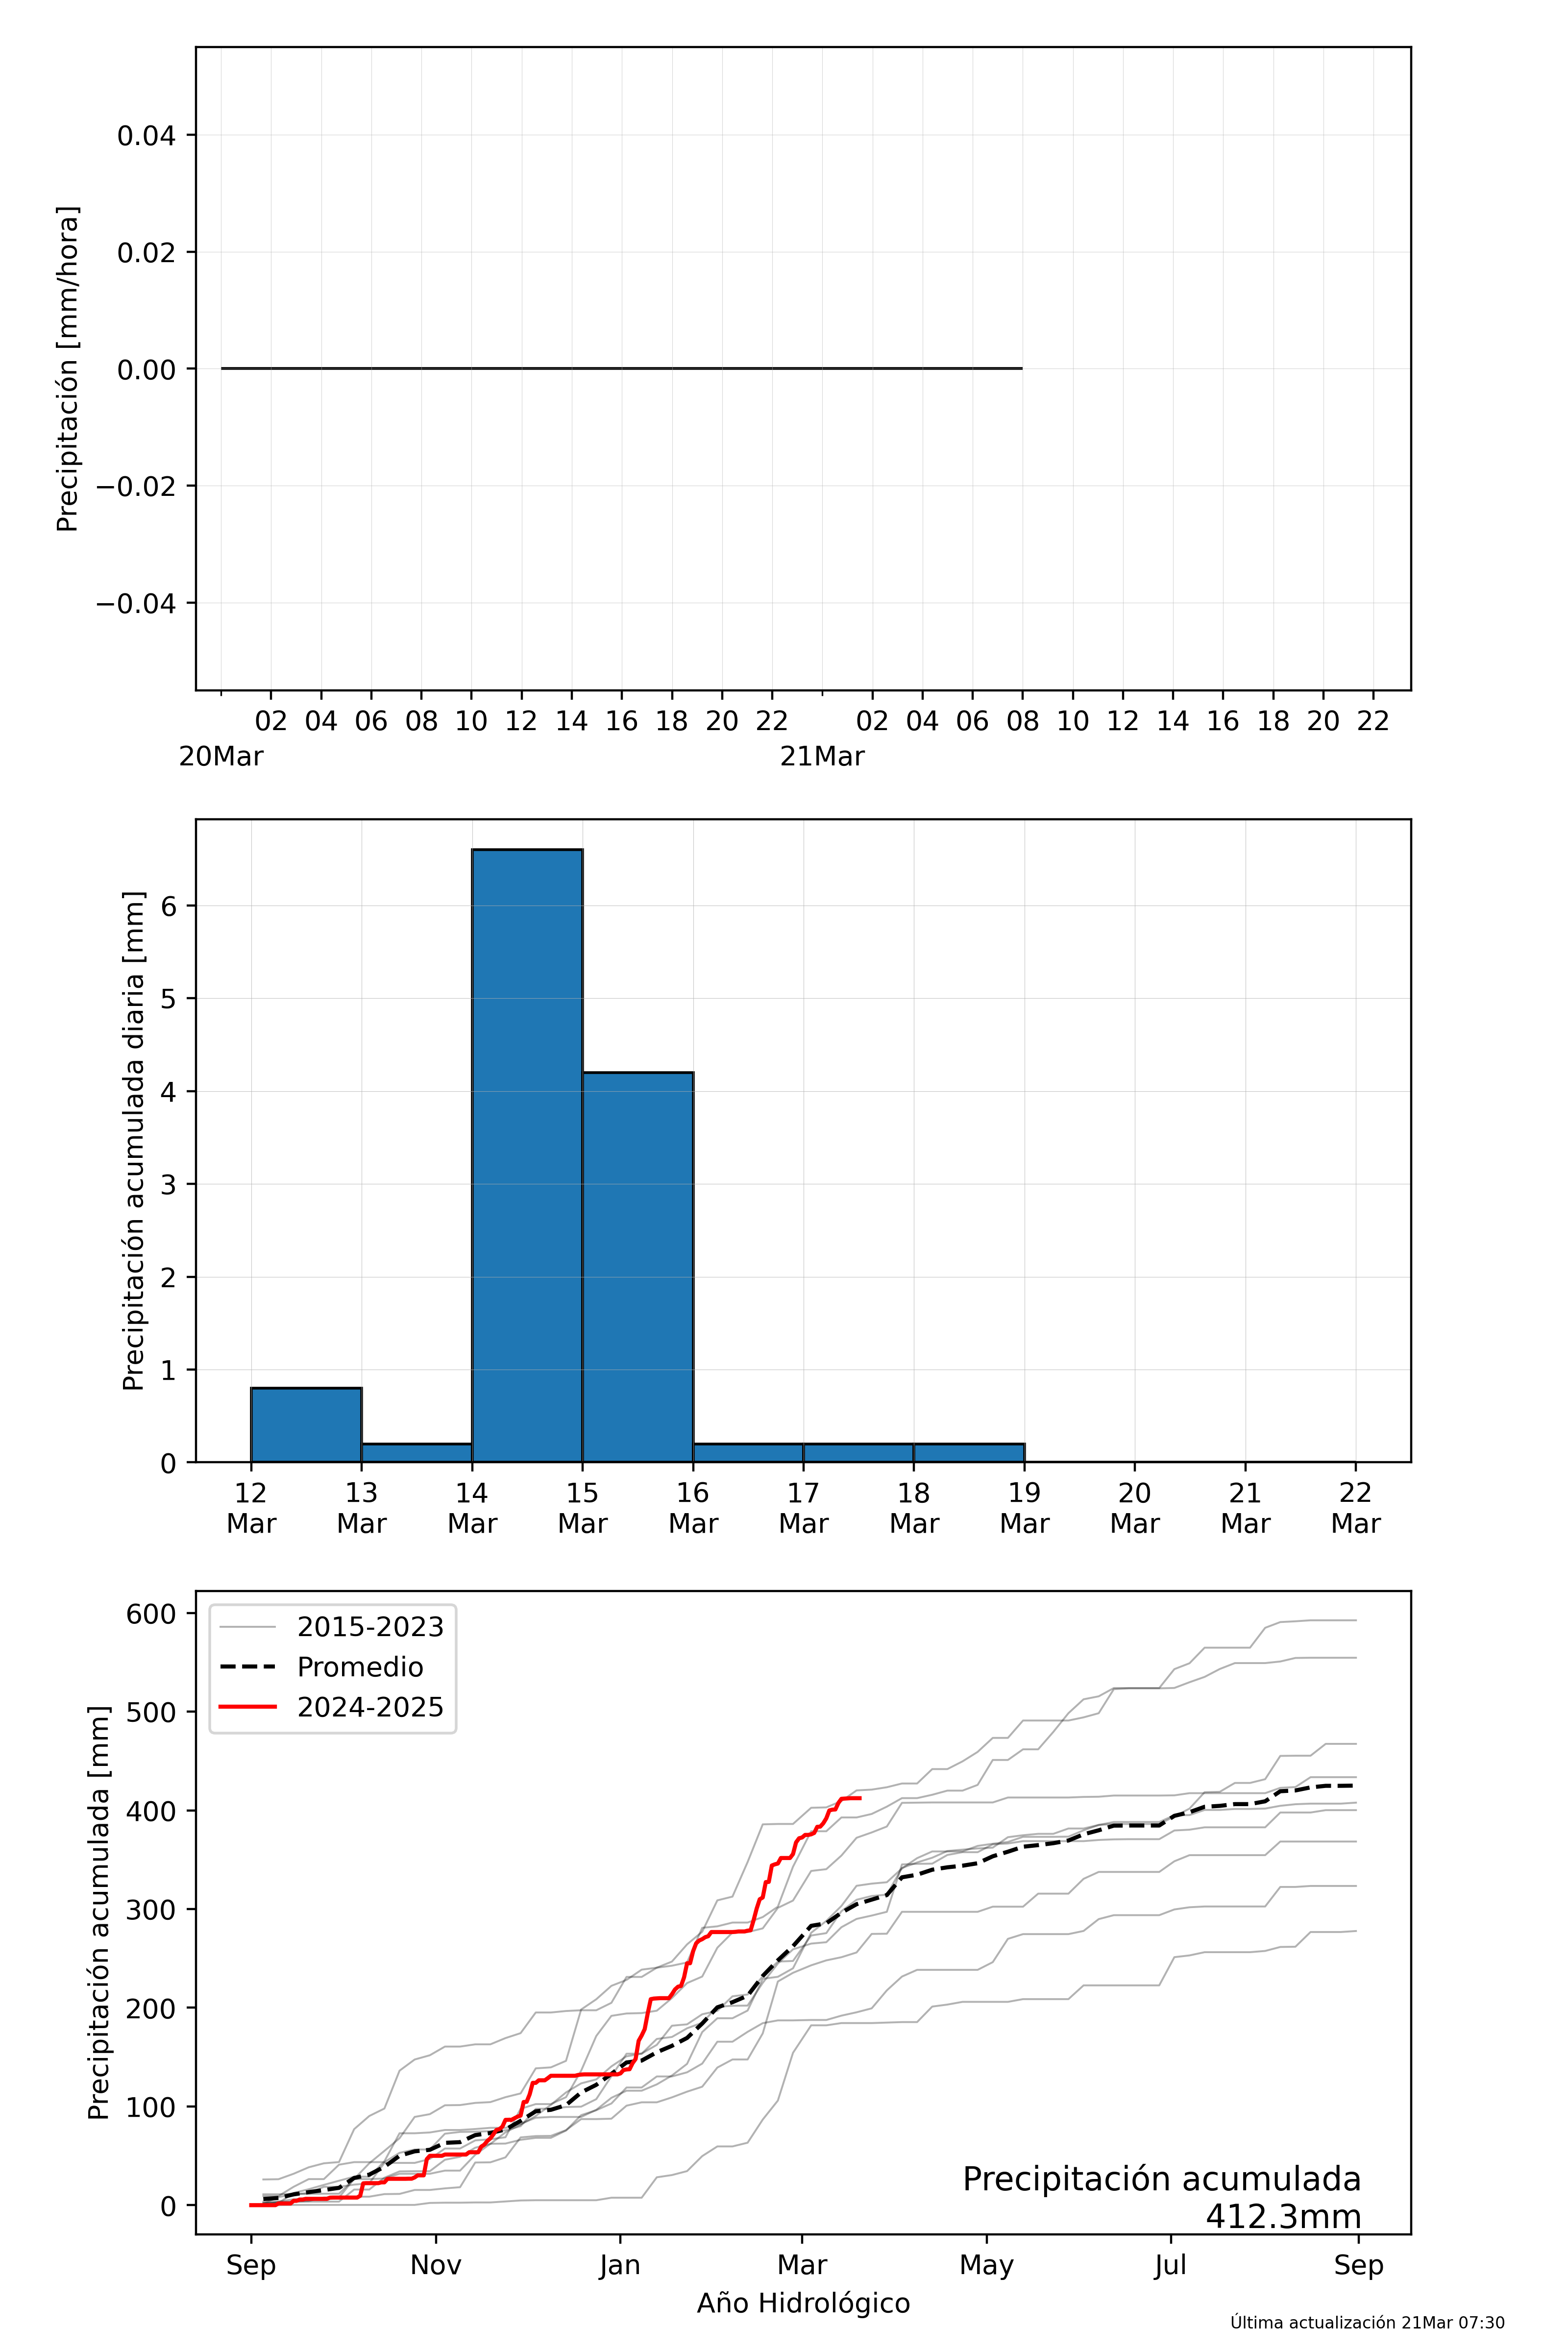 Precipitación [mm/hora]
0.04
0.02
0.00
−0.02
−0.04
02 04 06 08 10 12 14 16 18 20 22 02 04 06 08 10 12 14 16 18 20 22
20Mar 21Mar
Precipitación acumulada diaria [mm]
6
5
4
3
2
1
0
12 13 14 15 16 17 18 19 20 21 22
Mar Mar Mar Mar Mar Mar Mar Mar Mar Mar Mar
Precipitación acumulada [mm]
600
500
400
300
200
100
0
2015-2023
Promedio
2024-2025
Precipitación acumulada
412.3mm
Sep Nov Jan Mar May Jul Sep
Año Hidrológico
Última actualización 21Mar 07:30